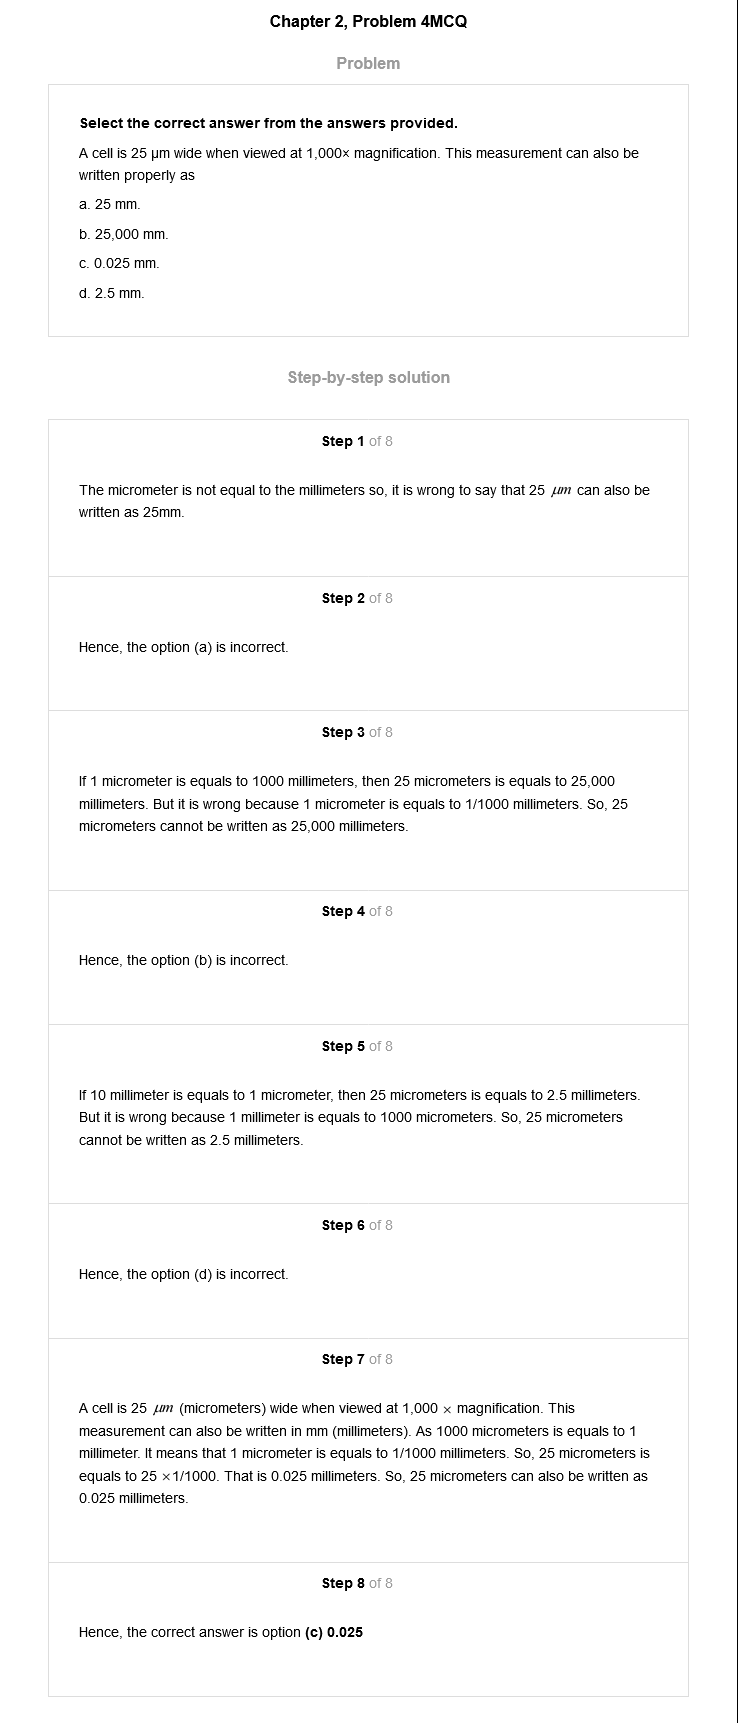 Chapter 2, Problem 4MCQ
Problem
Select the correct answer from the answers provided.
A cell is 25 µm wide when viewed at 1,000× magnification. This measurement can also be
written properly as
a. 25 mm.
b. 25,000 mm.
c. 0.025 mm.
d. 2.5 mm.
Step-by-step solution
Step 1 of 8
The micrometer is not equal to the millimeters so, it is wrong to say that 25 µm can also be
written as 25mm.
Step 2 of 8
Hence, the option (a) is incorrect.
Step 3 of 8
If 1 micrometer is equals to 1000 millimeters, then 25 micrometers is equals to 25,000
millimeters. But it is wrong because 1 micrometer is equals to 1/1000 millimeters. So, 25
micrometers cannot be written as 25,000 millimeters.
Step 4 of 8
Hence, the option (b) is incorrect.
Step 5 of 8
If 10 millimeter is equals to 1 micrometer, then 25 micrometers is equals to 2.5 millimeters.
But it is wrong because 1 millimeter is equals to 1000 micrometers. So, 25 micrometers
cannot be written as 2.5 millimeters.
Step 6 of 8
Hence, the option (d) is incorrect.
Step 7 of 8
A cell is 25 µm (micrometers) wide when viewed at 1,000 × magnification. This
measurement can also be written in mm (millimeters). As 1000 micrometers is equals to 1
millimeter. It means that 1 micrometer is equals to 1/1000 millimeters. So, 25 micrometers is
equals to 25 ×1/1000. That is 0.025 millimeters. So, 25 micrometers can also be written as
0.025 millimeters.
Step 8 of 8
Hence, the correct answer is option (c) 0.025